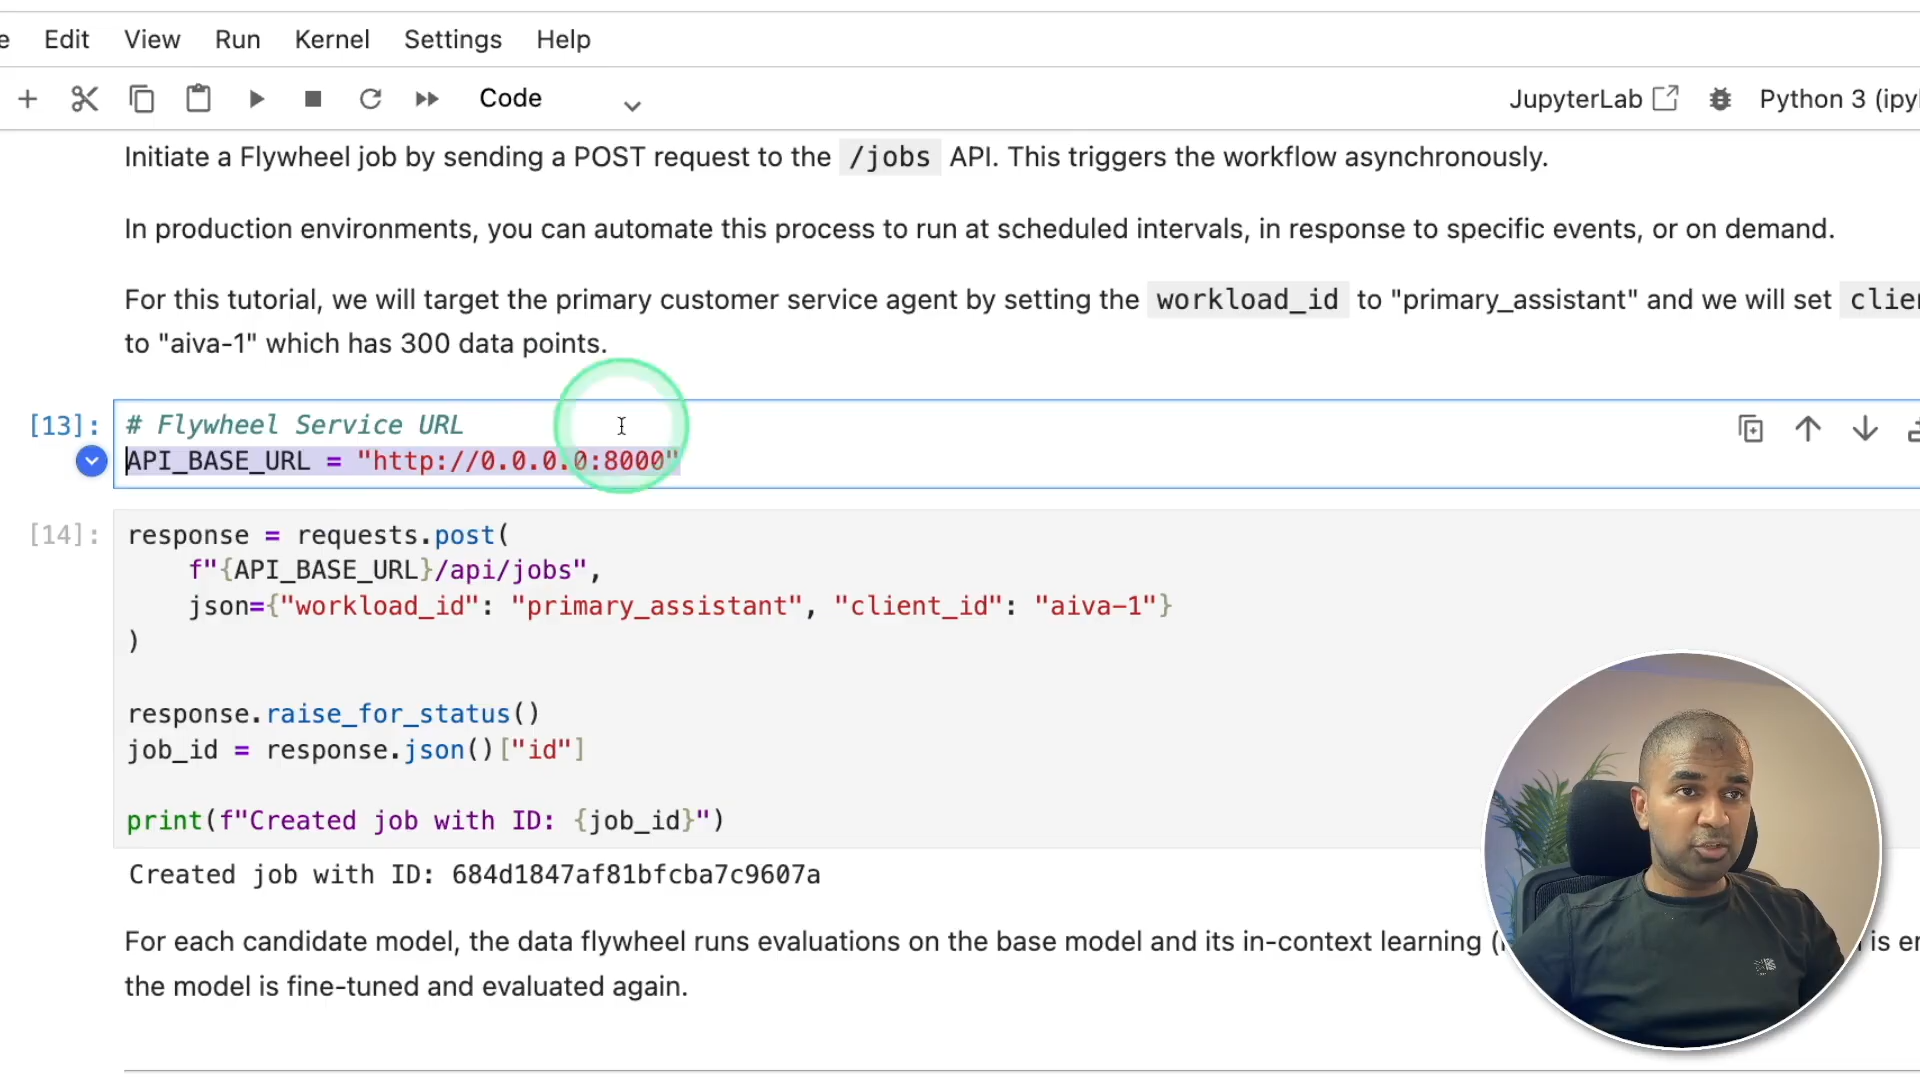 Edit View Run Kernel Settings Help
Code JupyterLab Python 3 (ipy
Initiate a Flywheel job by sending a POST request to the /jobs API. This triggers the workflow asynchronously.
In production environments, you can automate this process to run at scheduled intervals, in response to specific events, or on demand.
For this tutorial, we will target the primary customer service agent by setting the workload_id to "primary_assistant" and we will set clie
to "aiva-1" which has 300 data points.
[13]: # Flywheel Service URL
API_BASE_URL = "http://0.0.0.0:8000"
[14]: response = requests.post(
f"{API_BASE_URL}/api/jobs",
json={"workload_id": "primary_assistant", "client_id": "aiva-1"}
)
response.raise_for_status()
job_id = response.json()["id"]
print(f"Created job with ID: {job_id}")
Created job with ID: 684d1847af81bfcba7c9607a
For each candidate model, the data flywheel runs evaluations on the base model and its in-context learning ( is e
the model is fine-tuned and evaluated again.